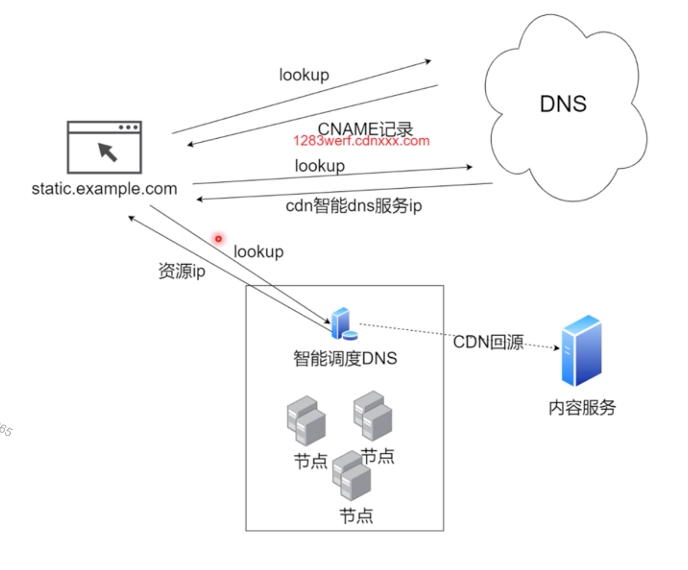 lookup
DNS
CNAME记录
1283werf.cdnxxx.com
lookup
static.example.com
cdn智能dns服务ip
lookup
资源ip
CDN回源
智能调度DNS
内容服务
节点
节点
节点
65